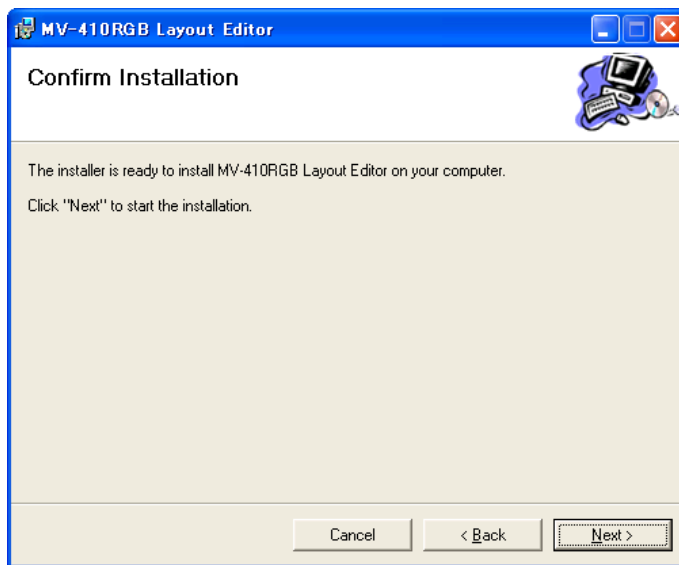 MV-410RGB Layout Editor
Confirm Installation
The installer is ready to install MV-410RGB Layout Editor on your computer.
Click "Next" to start the installation.
Cancel
< Back
Next >